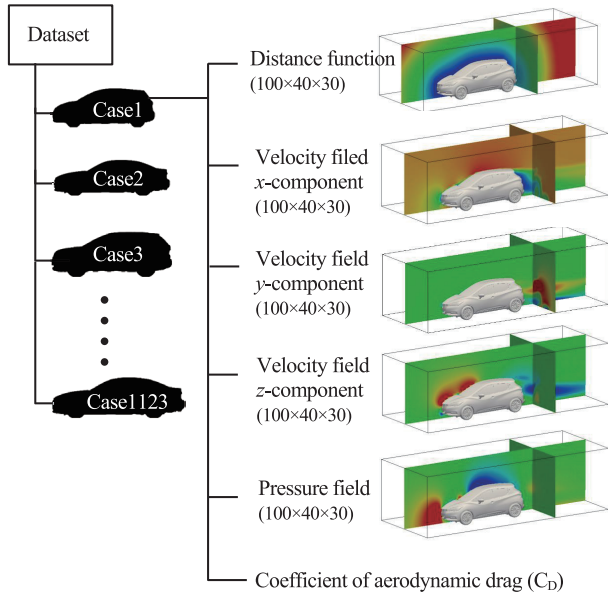 Dataset
Case1
Case2
Case3
Case1123
Distance function
(100×40×30)
Velocity filed
x-component
(100×40×30)
Velocity field
y-component
(100×40×30)
Velocity field
z-component
(100×40×30)
Pressure field
(100×40×30)
Coefficient of aerodynamic drag (C_D)